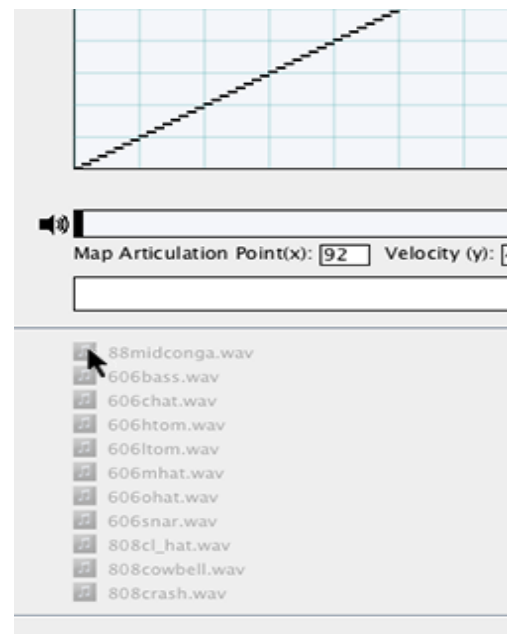 Map Articulation Point(x): 92 Velocity (y):
88midconga.wav
606bass.wav
606chat.wav
606htom.wav
606ltom.wav
606mhat.wav
606ohat.wav
606snar.wav
808cl_hat.wav
808cowbell.wav
808crash.wav